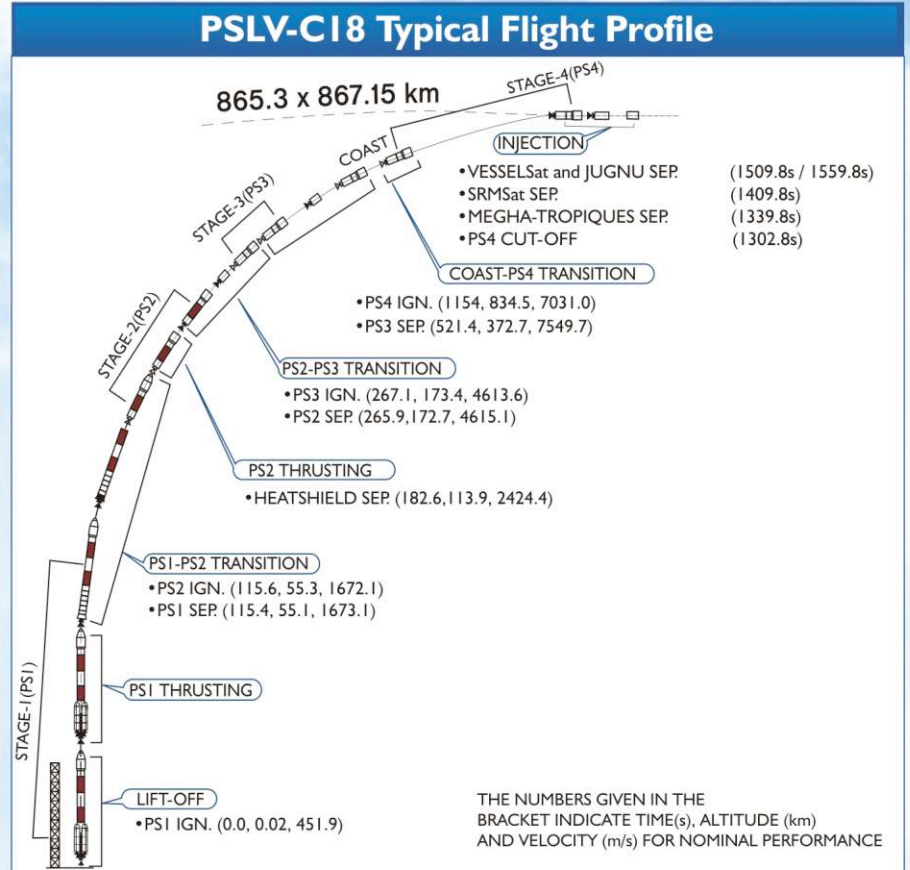 PSLV-C18 Typical Flight Profile
865.3 x 867.15 km
STAGE-4(PS4)
INJECTION
•VESSELSat and JUGNU SEP. (1509.8s / 1559.8s)
•SRMSat SEP. (1409.8s)
•MEGHA-TROPIQUES SEP. (1339.8s)
•PS4 CUT-OFF (1302.8s)
COAST
COAST-PS4 TRANSITION
•PS4 IGN. (1154, 834.5, 7031.0)
•PS3 SEP. (521.4, 372.7, 7549.7)
STAGE-3(PS3)
PS2-PS3 TRANSITION
•PS3 IGN. (267.1, 173.4, 4613.6)
•PS2 SEP. (265.9,172.7, 4615.1)
STAGE-2(PS2)
PS2 THRUSTING
•HEATSHIELD SEP. (182.6,113.9, 2424.4)
PS1-PS2 TRANSITION
•PS2 IGN. (115.6, 55.3, 1672.1)
•PS1 SEP. (115.4, 55.1, 1673.1)
STAGE-1(PS1)
PS1 THRUSTING
LIFT-OFF
•PS1 IGN. (0.0, 0.02, 451.9)
THE NUMBERS GIVEN IN THE
BRACKET INDICATE TIME(s), ALTITUDE (km)
AND VELOCITY (m/s) FOR NOMINAL PERFORMANCE